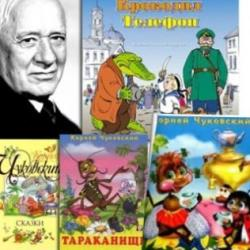 Крокодил
Телефон
Корней Чуковский
Корней Чуковский
Чуковский
СКАЗКИ
ТАРАКАНИЩЕ